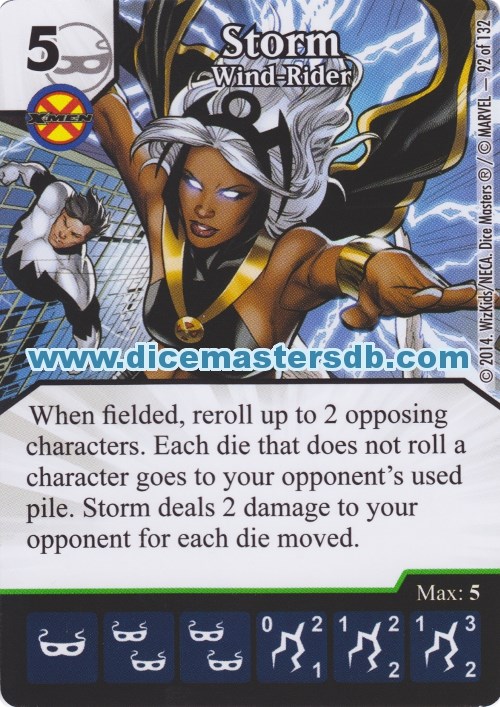 5
Storm
Wind-Rider
X-MEN
© 2014. WizKids/NECA. Dice Masters ® / © MARVEL – 92 of 132
www.dicemastersdb.com
When fielded, reroll up to 2 opposing
characters. Each die that does not roll a
character goes to your opponent's used
pile. Storm deals 2 damage to your
opponent for each die moved.
Max: 5
0 2 1 2 1 3
1 2 2